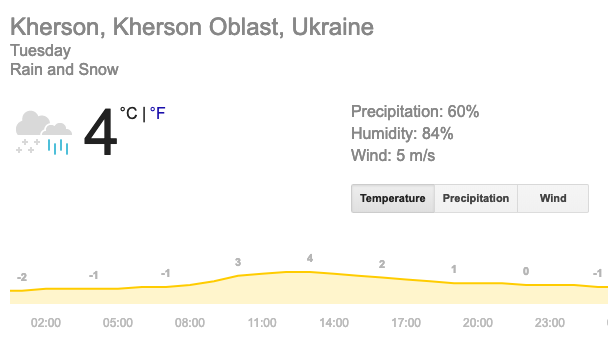 Kherson, Kherson Oblast, Ukraine
Tuesday
Rain and Snow
4 °C | °F
Precipitation: 60%
Humidity: 84%
Wind: 5 m/s
Temperature Precipitation Wind
-2 -1 -1 3 4 2 1 0 -1
02:00 05:00 08:00 11:00 14:00 17:00 20:00 23:00